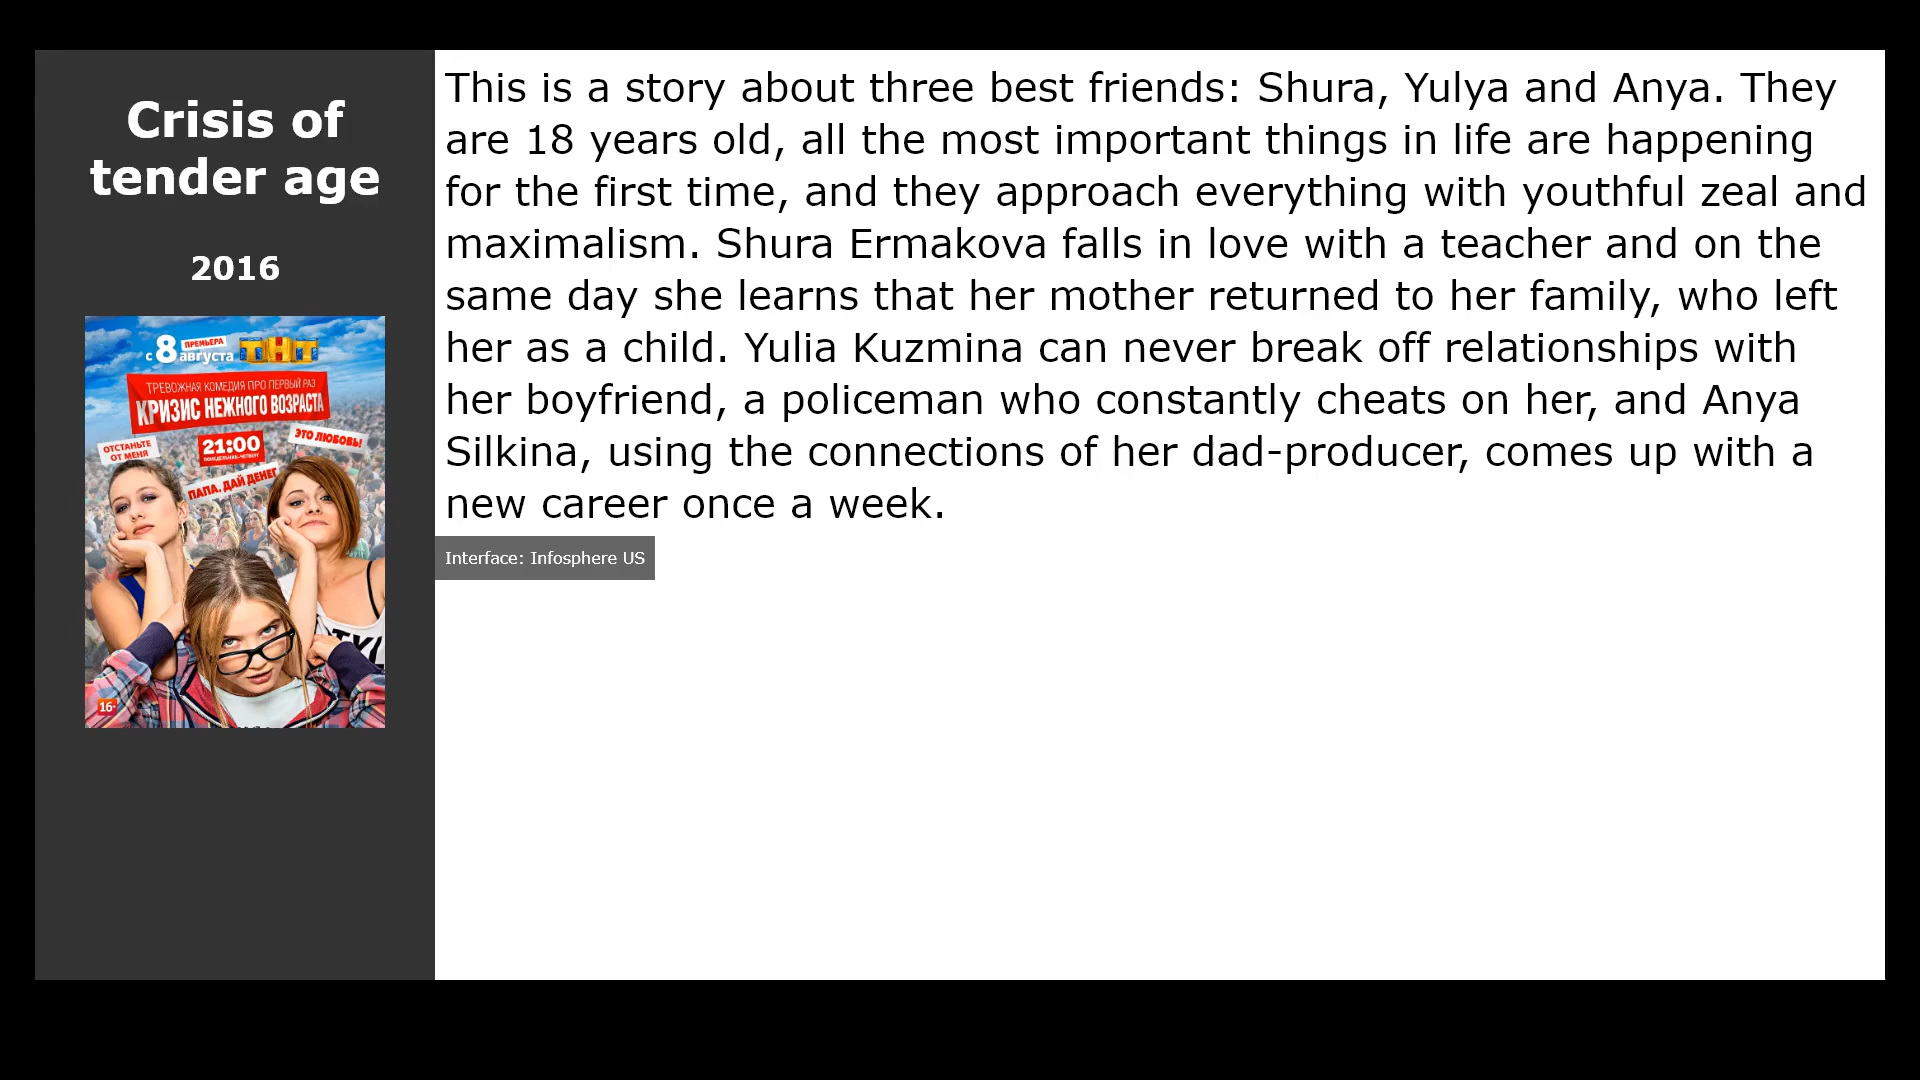 Crisis of
tender age
2016
с 8 августа
ПРЕМЬЕРА
ТНТ
ТРЕВОЖНАЯ КОМЕДИЯ ПРО ПЕРВЫЙ РАЗ
КРИЗИС НЕЖНОГО ВОЗРАСТА
ОТСТАНЬТЕ
ОТ МЕНЯ
21:00
ПОНЕДЕЛЬНИК-ЧЕТВЕРГ
ЭТО ЛЮБОВЬ!
ПАПА, ДАЙ ДЕНЕГ
16+
This is a story about three best friends: Shura, Yulya and Anya. They
are 18 years old, all the most important things in life are happening
for the first time, and they approach everything with youthful zeal and
maximalism. Shura Ermakova falls in love with a teacher and on the
same day she learns that her mother returned to her family, who left
her as a child. Yulia Kuzmina can never break off relationships with
her boyfriend, a policeman who constantly cheats on her, and Anya
Silkina, using the connections of her dad-producer, comes up with a
new career once a week.
Interface: Infosphere US